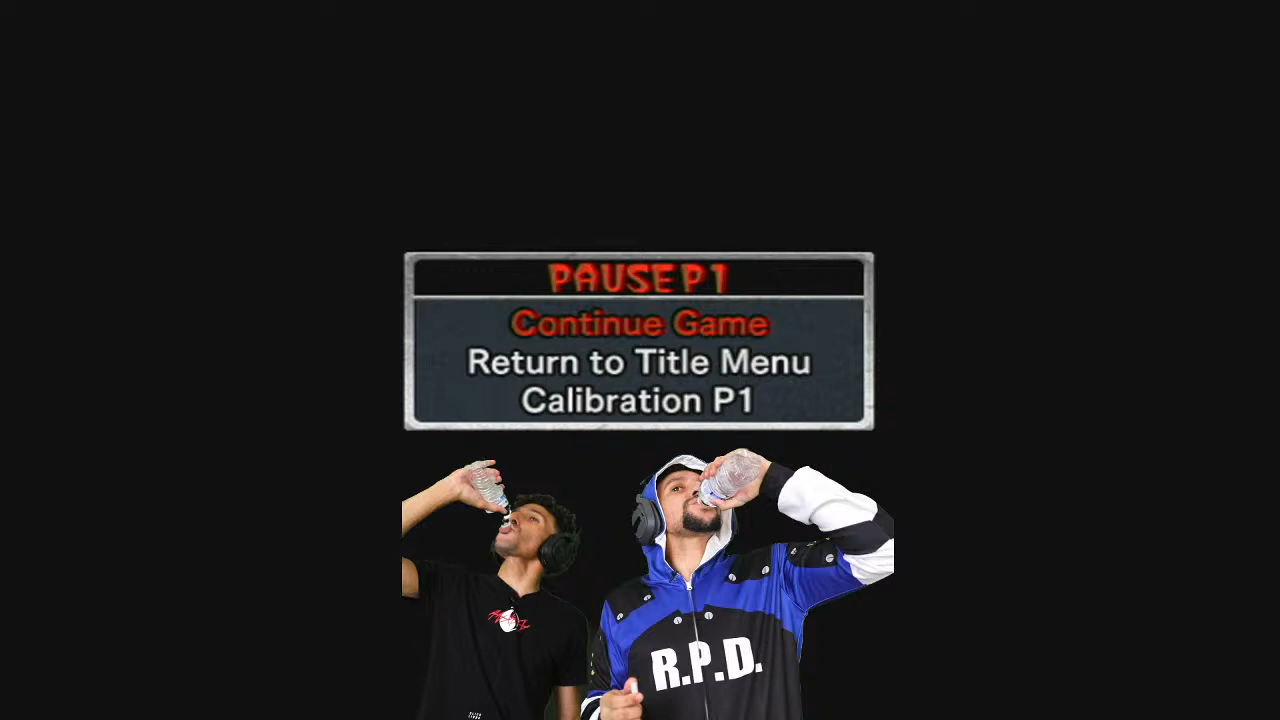 PAUSE P1
Continue Game
Return to Title Menu
Calibration P1
R.P.D.